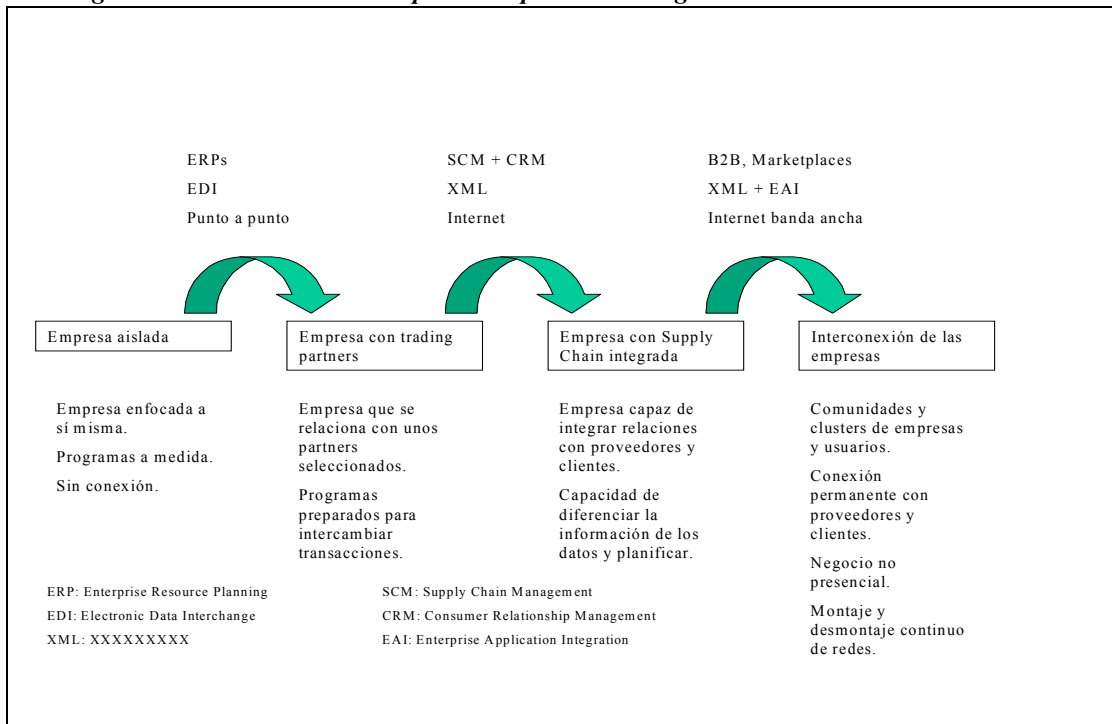 ERPs
EDI
Punto a punto
SCM + CRM
XML
Internet
B2B, Marketplaces
XML + EAI
Internet banda ancha
Empresa aislada
Empresa con trading
partners
Empresa con Supply
Chain integrada
Interconexión de las
empresas
Empresa enfocada a
sí misma.
Programas a medida.
Sin conexión.
Empresa que se
relaciona con unos
partners
seleccionados.
Programas
preparados para
intercambiar
transacciones.
Empresa capaz de
integrar relaciones
con proveedores y
clientes.
Capacidad de
diferenciar la
información de los
datos y planificar.
Comunidades y
clusters de empresas
y usuarios.
Conexión
permanente con
proveedores y
clientes.
Negocio no
presencial.
Montaje y
desmontaje continuo
de redes.
ERP: Enterprise Resource Planning
EDI: Electronic Data Interchange
XML: XXXXXXXXX
SCM: Supply Chain Management
CRM: Consumer Relationship Management
EAI: Enterprise Application Integration